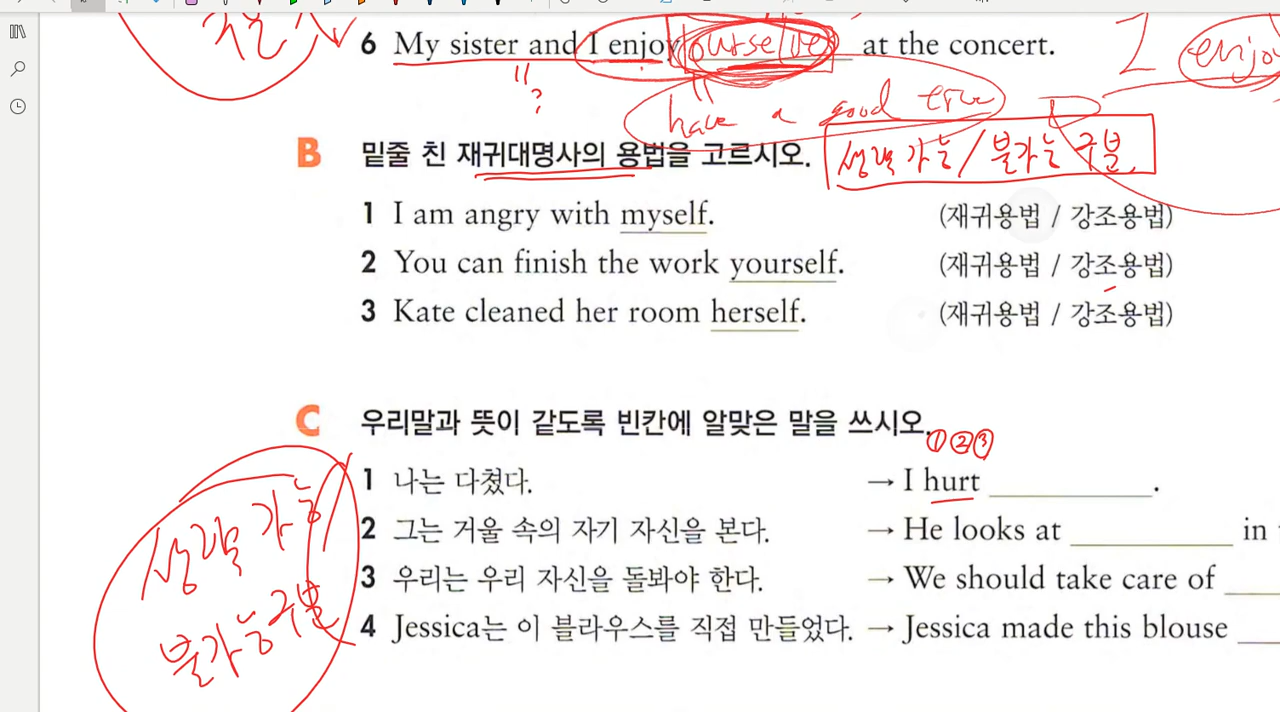 구분
6 My sister and I enjoy ourselves at the concert. I enjoy
= ?
have a good time
B 밑줄 친 재귀대명사의 용법을 고르시오. 생략 가능/불가능 구분
1 I am angry with myself. (재귀용법 / 강조용법)
2 You can finish the work yourself. (재귀용법 / 강조용법)
3 Kate cleaned her room herself. (재귀용법 / 강조용법)
C 우리말과 뜻이 같도록 빈칸에 알맞은 말을 쓰시오.
①②③
1 나는 다쳤다. → I hurt ____________.
2 그는 거울 속의 자기 자신을 본다. → He looks at ____________ in
3 우리는 우리 자신을 돌봐야 한다. → We should take care of ____
4 Jessica는 이 블라우스를 직접 만들었다. → Jessica made this blouse ____
생략 가능/
불가능 구분